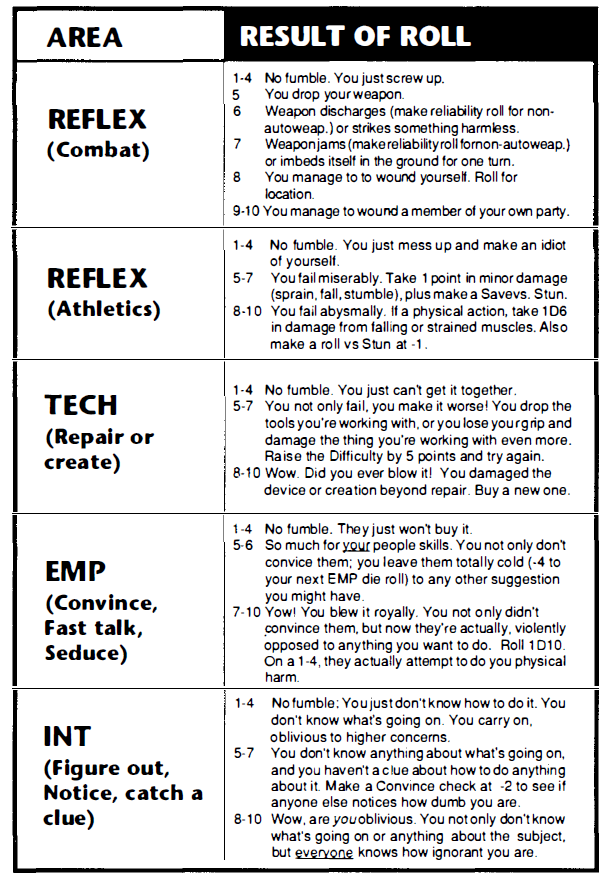 AREA
RESULT OF ROLL
REFLEX
(Combat)
1-4 No fumble. You just screw up.
5 You drop your weapon.
6 Weapon discharges (make reliability roll for non-
autoweap.) or strikes something harmless.
7 Weapon jams (make reliability roll for non-autoweap.)
or imbeds itself in the ground for one turn.
8 You manage to to wound yourself. Roll for
location.
9-10 You manage to wound a member of your own party.
REFLEX
(Athletics)
1-4 No fumble. You just mess up and make an idiot
of yourself.
5-7 You fail miserably. Take 1 point in minor damage
(sprain, fall, stumble), plus make a Save vs. Stun.
8-10 You fail abysmally. If a physical action, take 1D6
in damage from falling or strained muscles. Also
make a roll vs Stun at -1.
TECH
(Repair or
create)
1-4 No fumble. You just can't get it together.
5-7 You not only fail, you make it worse! You drop the
tools you're working with, or you lose your grip and
damage the thing you're working with even more.
Raise the Difficulty by 5 points and try again.
8-10 Wow. Did you ever blow it! You damaged the
device or creation beyond repair. Buy a new one.
EMP
(Convince,
Fast talk,
Seduce)
1-4 No fumble. They just won't buy it.
5-6 So much for your people skills. You not only don't
convice them; you leave them totally cold (-4 to
your next EMP die roll) to any other suggestion
you might have.
7-10 Yow! You blew it royally. You not only didn't
convince them, but now they're actually, violently
opposed to anything you want to do. Roll 1D10.
On a 1-4, they actually attempt to do you physical
harm.
INT
(Figure out,
Notice, catch a
clue)
1-4 No fumble: You just don't know how to do it. You
don't know what's going on. You carry on,
oblivious to higher concerns.
5-7 You don't know anything about what's going on,
and you haven't a clue about how to do anything
about it. Make a Convince check at -2 to see if
anyone else notices how dumb you are.
8-10 Wow, are you oblivious. You not only don't know
what's going on or anything about the subject,
but everyone knows how ignorant you are.